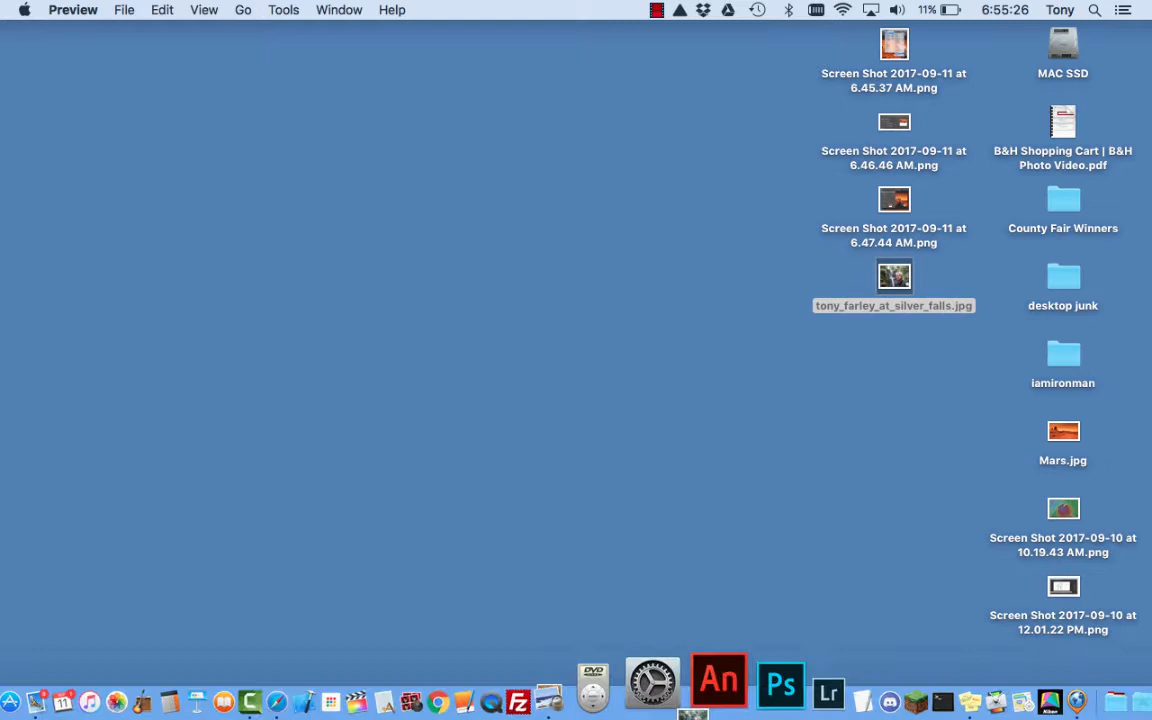 Preview File Edit View Go Tools Window Help 11% 6:55:26 Tony
Screen Shot 2017-09-11 at
6.45.37 AM.png
MAC SSD
Screen Shot 2017-09-11 at
6.46.46 AM.png
B&H Shopping Cart | B&H
Photo Video.pdf
Screen Shot 2017-09-11 at
6.47.44 AM.png
County Fair Winners
tony_farley_at_silver_falls.jpg
desktop junk
iamironman
Mars.jpg
Screen Shot 2017-09-10 at
10.19.43 AM.png
Screen Shot 2017-09-10 at
12.01.22 PM.png
DVD
An
Ps
Lr
11
Fz